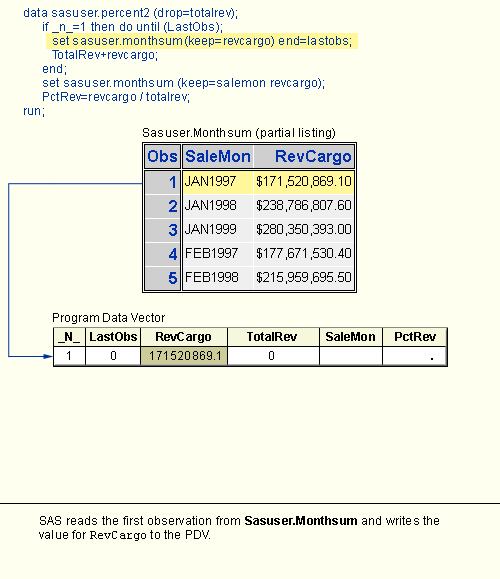 data sasuser.percent2 (drop=totalrev);
if _n_=1 then do until (LastObs);
set sasuser.monthsum(keep=revcargo) end=lastobs;
TotalRev+revcargo;
end;
set sasuser.monthsum (keep=salemon revcargo);
PctRev=revcargo / totalrev;
run;
Sasuser.Monthsum (partial listing)
Obs SaleMon RevCargo
1 JAN1997 $171,520,869.10
2 JAN1998 $238,786,807.60
3 JAN1999 $280,350,393.00
4 FEB1997 $177,671,530.40
5 FEB1998 $215,959,695.50
Program Data Vector
_N_ LastObs RevCargo TotalRev SaleMon PctRev
1 0 171520869.1 0 .
SAS reads the first observation from Sasuser.Monthsum and writes the
value for RevCargo to the PDV.